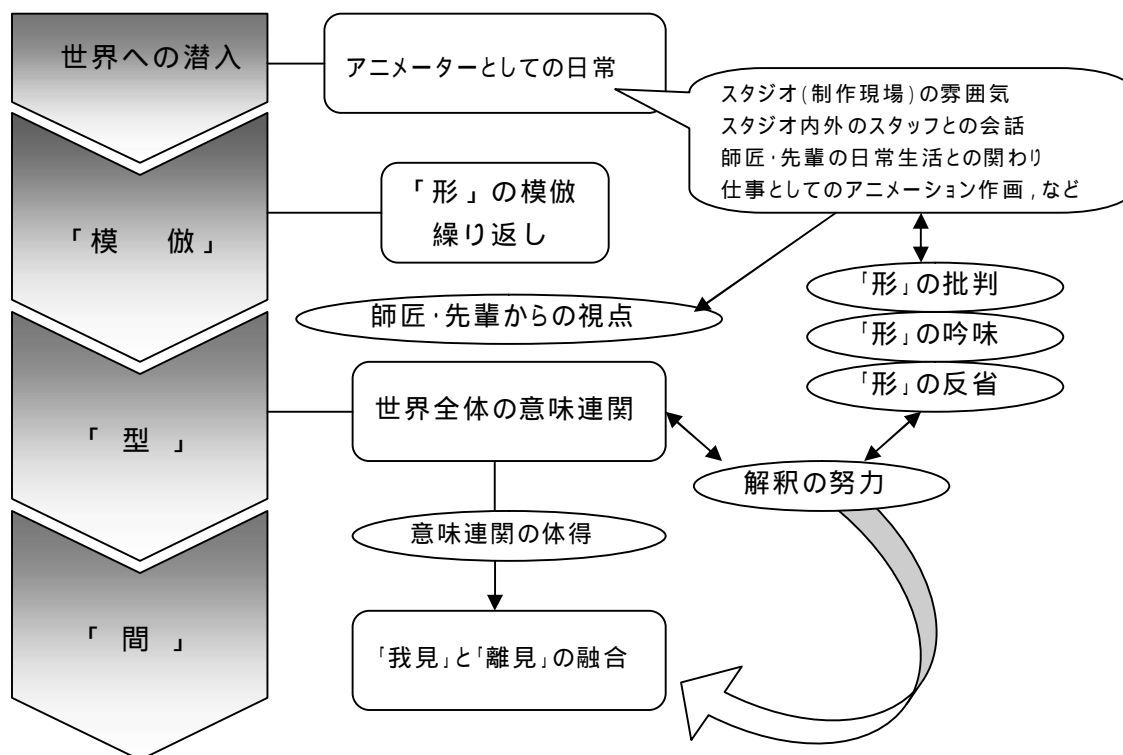 世界への潜入
アニメーターとしての日常
スタジオ(制作現場)の雰囲気
スタジオ内外のスタッフとの会話
師匠・先輩の日常生活との関わり
仕事としてのアニメーション作画,など
「模 倣」
「形」の模倣
繰り返し
「形」の批判
「形」の吟味
「形」の反省
師匠・先輩からの視点
「型」
世界全体の意味連関
解釈の努力
意味連関の体得
「間」
「我見」と「離見」の融合